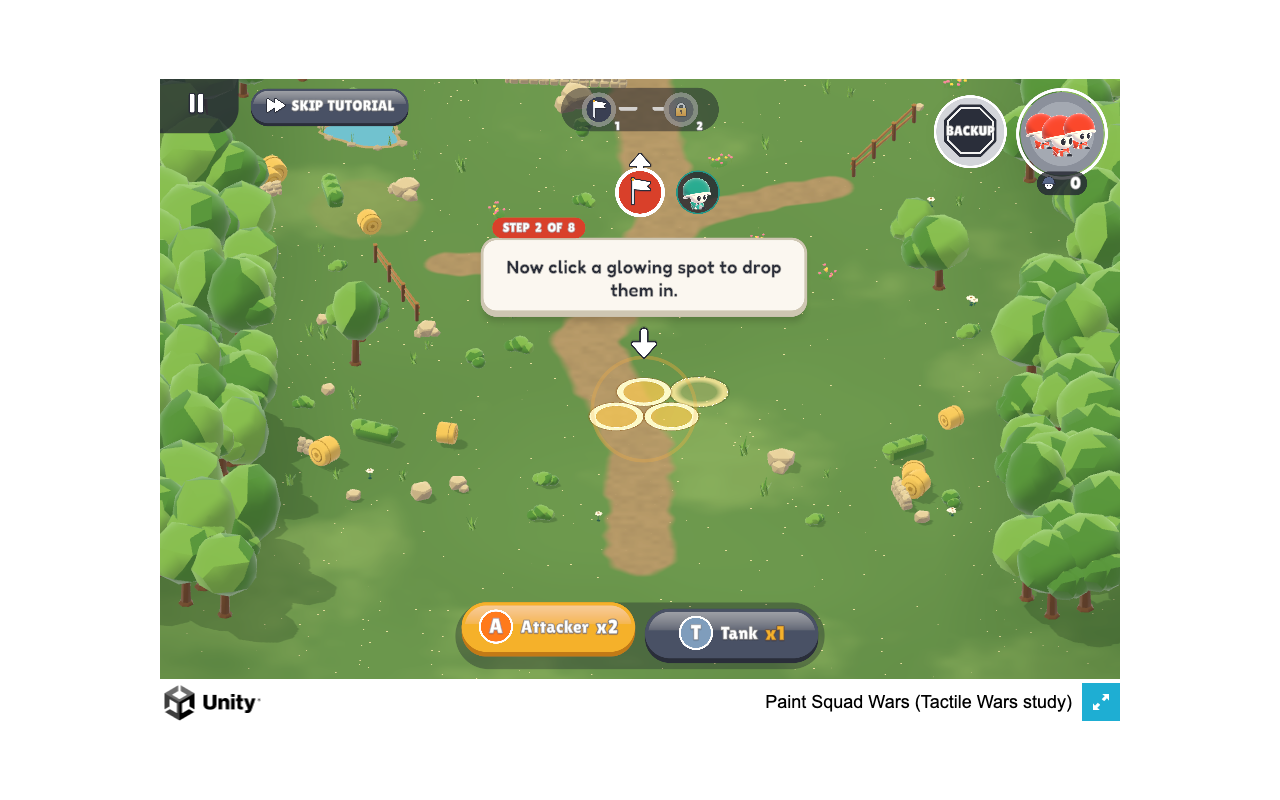 SKIP TUTORIAL
1
2
BACKUP
0
STEP 2 OF 8
Now click a glowing spot to drop
them in.
A Attacker x2
T Tank x1
Unity
Paint Squad Wars (Tactile Wars study)